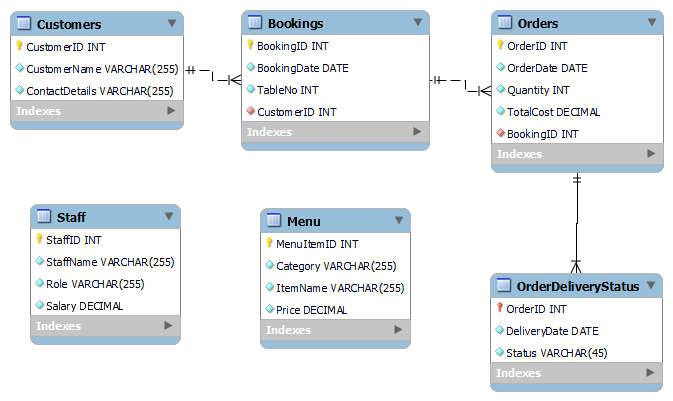 Customers
CustomerID INT
CustomerName VARCHAR(255)
ContactDetails VARCHAR(255)
Indexes
Bookings
BookingID INT
BookingDate DATE
TableNo INT
CustomerID INT
Indexes
Orders
OrderID INT
OrderDate DATE
Quantity INT
TotalCost DECIMAL
BookingID INT
Indexes
Staff
StaffID INT
StaffName VARCHAR(255)
Role VARCHAR(255)
Salary DECIMAL
Indexes
Menu
MenuItemID INT
Category VARCHAR(255)
ItemName VARCHAR(255)
Price DECIMAL
Indexes
OrderDeliveryStatus
OrderID INT
DeliveryDate DATE
Status VARCHAR(45)
Indexes